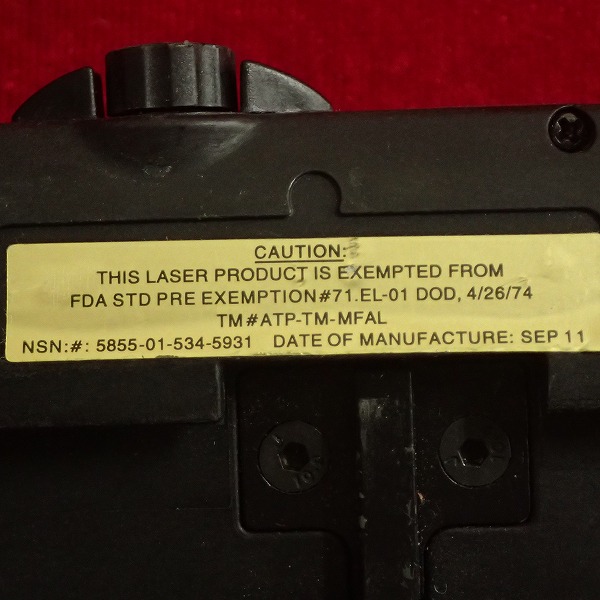 CAUTION:
THIS LASER PRODUCT IS EXEMPTED FROM
FDA STD PRE EXEMPTION#71.EL-01 DOD, 4/26/74
TM#ATP-TM-MFAL
NSN:#: 5855-01-534-5931 DATE OF MANUFACTURE: SEP 11